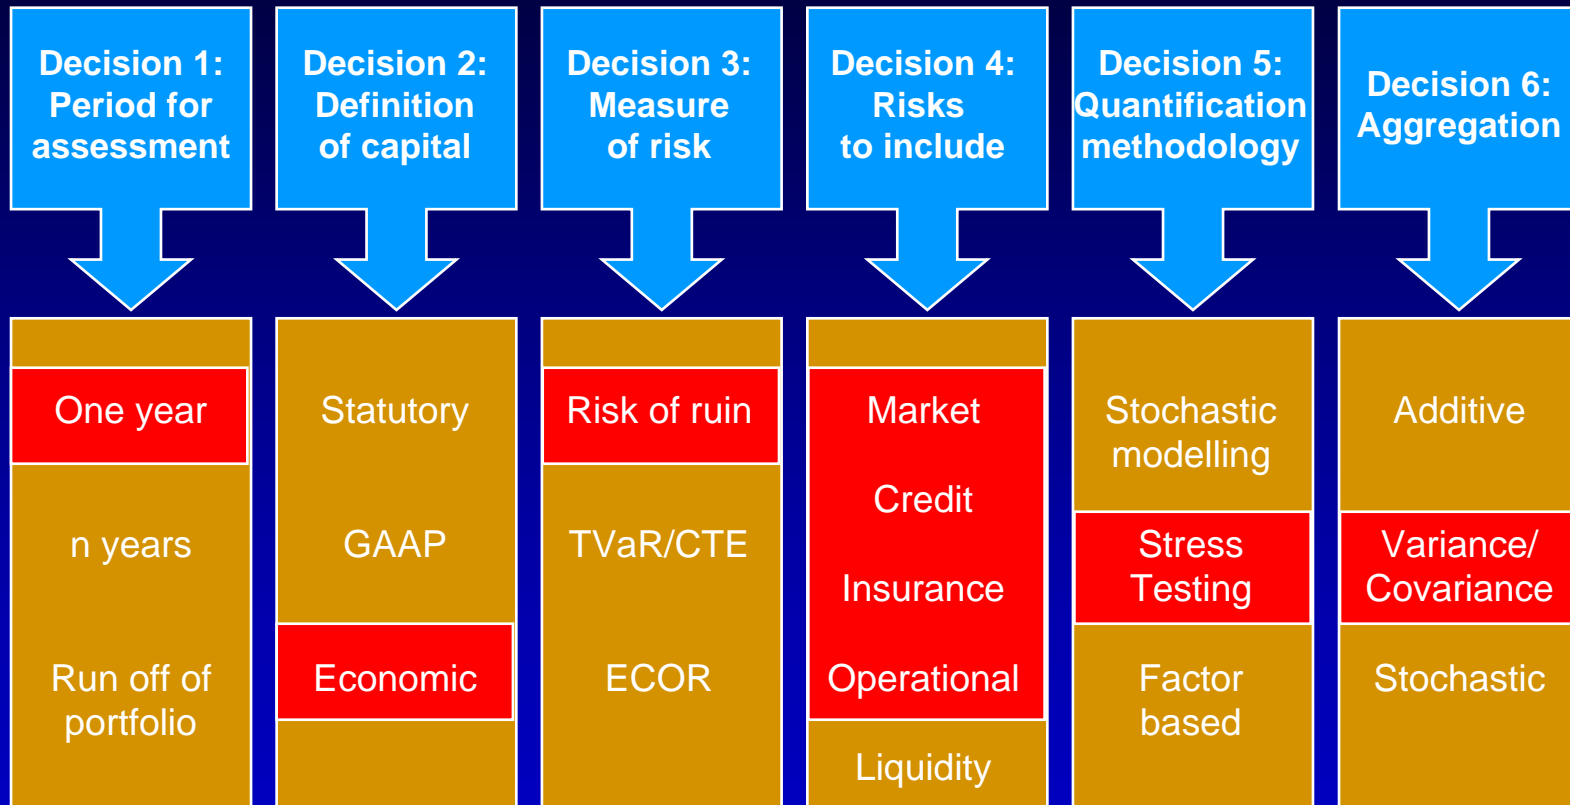 Decision 1:
Period for
assessment
Decision 2:
Definition
of capital
Decision 3:
Measure
of risk
Decision 4:
Risks
to include
Decision 5:
Quantification
methodology
Decision 6:
Aggregation
One year
n years
Run off of
portfolio
Statutory
GAAP
Economic
Risk of ruin
TVaR/CTE
ECOR
Market
Credit
Insurance
Operational
Liquidity
Stochastic
modelling
Stress
Testing
Factor
based
Additive
Variance/
Covariance
Stochastic